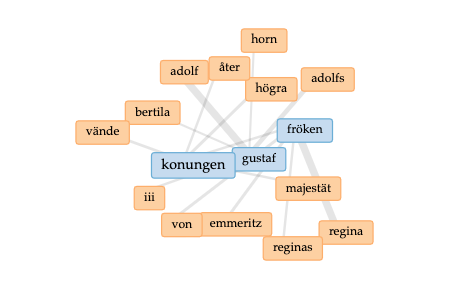 horn
adolf
åter
högra
adolfs
bertila
vände
fröken
konungen
gustaf
iii
majestät
von
emmeritz
reginas
regina